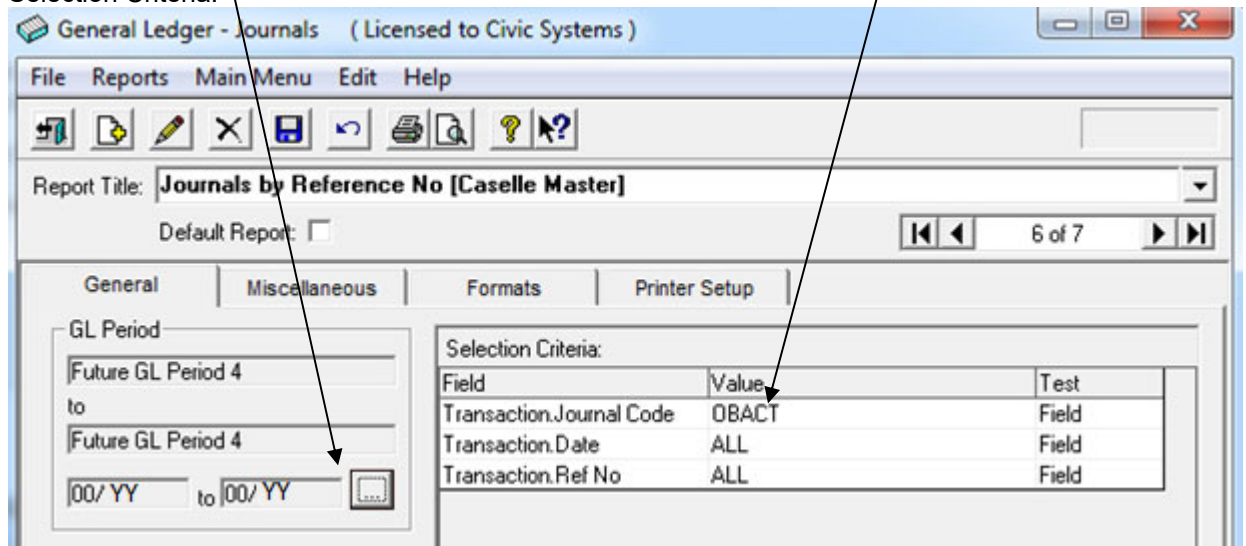 Selection Criteria.
General Ledger - Journals ( Licensed to Civic Systems )
File Reports Main Menu Edit Help
Report Title: Journals by Reference No [Caselle Master]
Default Report:
6 of 7
General Miscellaneous Formats Printer Setup
GL Period
Future GL Period 4
to
Future GL Period 4
00/ YY to 00/ YY ...
Selection Criteria:
Field Value Test
Transaction.Journal Code OBACT Field
Transaction.Date ALL Field
Transaction.Ref No ALL Field